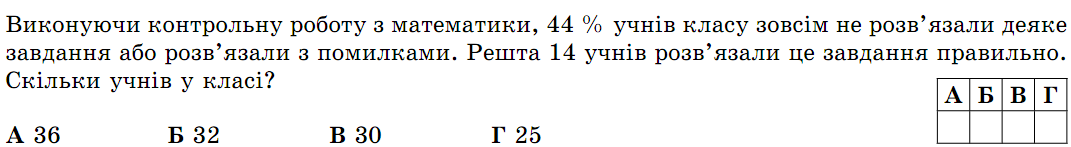 Виконуючи контрольну роботу з математики, 44 % учнів класу зовсім не розв’язали деяке
завдання або розв’язали з помилками. Решта 14 учнів розв’язали це завдання правильно.
Скільки учнів у класі?
А Б В Г
А 36 Б 32 В 30 Г 25